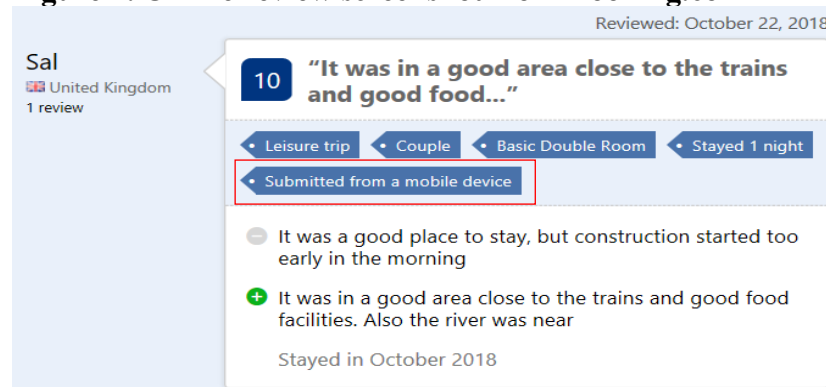 Reviewed: October 22, 2018
Sal
United Kingdom
1 review
10
“It was in a good area close to the trains
and good food...”
Leisure trip
Couple
Basic Double Room
Stayed 1 night
Submitted from a mobile device
It was a good place to stay, but construction started too
early in the morning
It was in a good area close to the trains and good food
facilities. Also the river was near
Stayed in October 2018